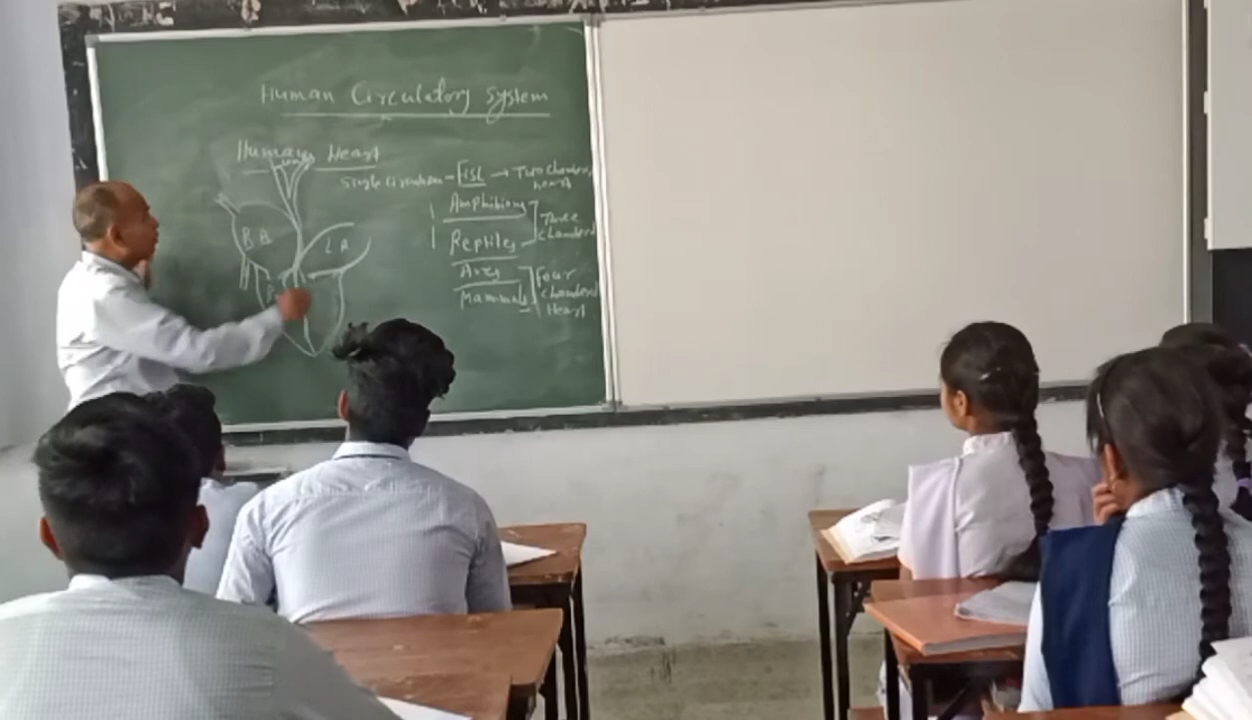 Human Circulatory System
Human Heart
Single Circulation - Fish → Two chamber
heart
Amphibians
Three
chambered
Reptiles
Aves
Four
chambered
Mammals
Heart
RA
LA